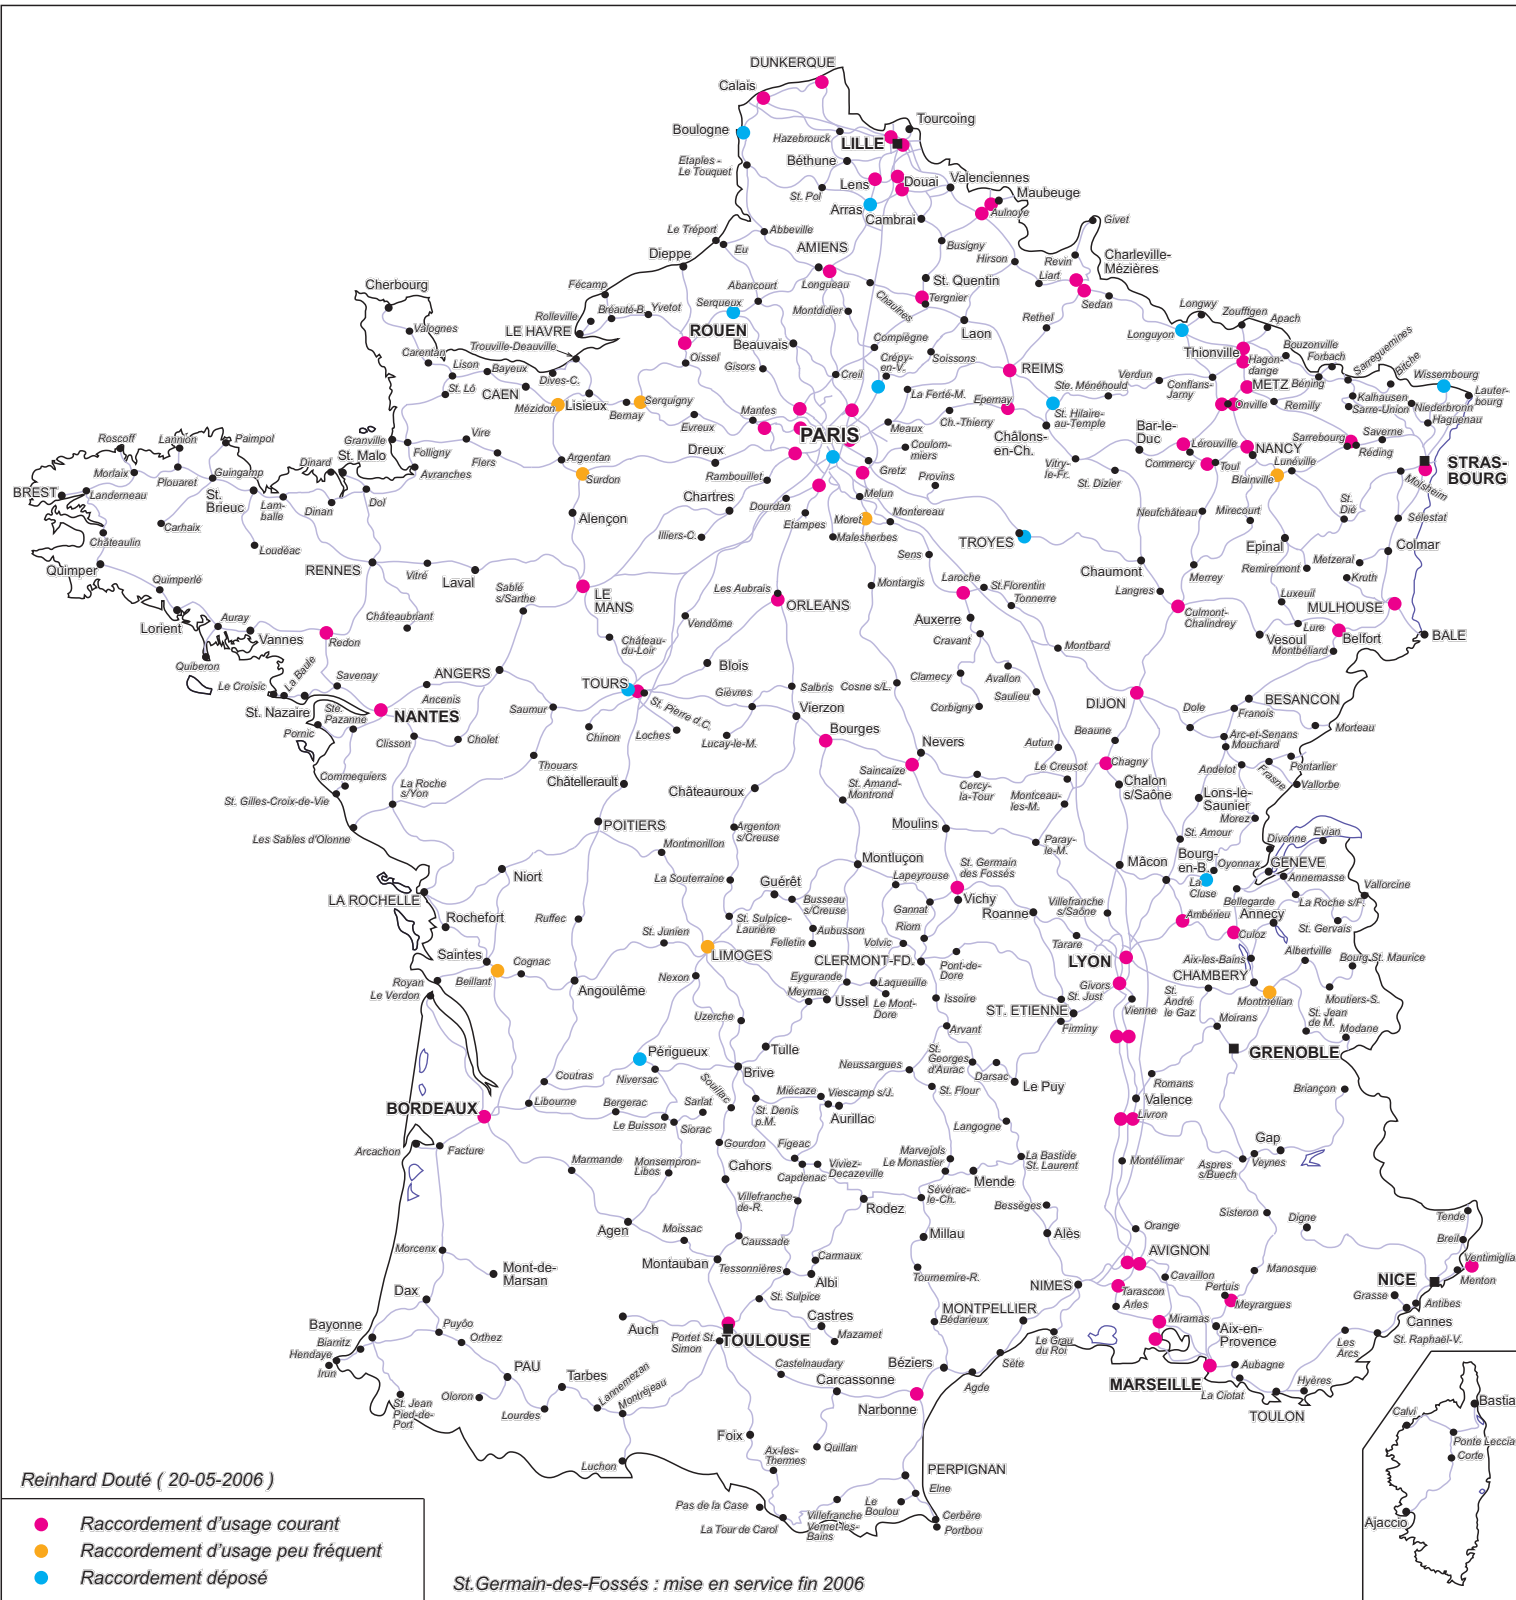 DUNKERQUE
Calais
Tourcoing
Boulogne
Hazebrouck
LILLE
Béthune
Etaples -
Le Touquet
Lens
Douai
Valenciennes
Maubeuge
St. Pol
Arras
Cambrai
Aulnoye
Givet
Le Tréport
Abbeville
Eu
Busigny
Dieppe
AMIENS
Hirson
Revin
Charleville-
Mézières
Liart
Longueau
St. Quentin
Tergnier
Sedan
Cherbourg
Fécamp
Abancourt
Chaulnes
Longwy
Zoufftgen
Apach
Rolleville
Bréauté-B.
Yvetot
Serqueux
Montdidier
Rethel
Valognes
LE HAVRE
ROUEN
Laon
Longuyon
Carentan
Trouville-Deauville
Beauvais
Compiègne
Thionville
Bouzonville
Sarreguemines
Lison
Bayeux
Oissel
Gisors
Crépy-
en-V.
Soissons
REIMS
Hagon-
dange
Forbach
Bitche
St. Lô
CAEN
Dives-C.
Creil
Verdun
Conflans-
Jarny
METZ
Béning
Wissembourg
Mézidon
Lisieux
Bernay
Serquigny
La Ferté-M.
Epernay
Ste. Ménéhould
Onville
Remilly
Kalhausen
Sarre-Union
Niederbronn
Lauter-
bourg
Haguenau
Evreux
Mantes
Ch.-Thierry
St. Hilaire-
au-Temple
Roscoff
Lannion
Paimpol
Granville
Vire
PARIS
Meaux
Châlons-
en-Ch.
Bar-le-
Duc
Lérouville
NANCY
Sarrebourg
Saverne
Morlaix
Guingamp
Dinard
St. Malo
Folligny
Flers
Argentan
Dreux
Coulom-
miers
Commercy
Toul
Lunéville
Réding
STRAS-
BOURG
BREST
Landerneau
Plouaret
St.
Brieuc
Lam-
balle
Dinan
Dol
Avranches
Surdon
Rambouillet
Gretz
Provins
Vitry-
le-Fr.
St. Dizier
Blainville
Molsheim
Carhaix
Alençon
Chartres
Dourdan
Etampes
Melun
Moret
Montereau
Neufchâteau
Mirecourt
St.
Dié
Sélestat
Châteaulin
Loudéac
Illiers-C.
Malesherbes
TROYES
Epinal
Colmar
Quimper
RENNES
Vitré
Laval
Sens
Chaumont
Merrey
Remiremont
Metzeral
Kruth
Quimperlé
Sablé
s/Sarthe
LE
MANS
Les Aubrais
ORLEANS
Montargis
Laroche
St.Florentin
Tonnerre
Langres
Culmont-
Chalindrey
Luxeuil
MULHOUSE
Lorient
Auray
Vannes
Redon
Châteaubriant
Château-
du-Loir
Vendôme
Auxerre
Cravant
Montbard
Vesoul
Lure
Montbéliard
Belfort
BALE
Quiberon
La Baule
Savenay
ANGERS
Blois
Clamecy
Avallon
Le Croisic
St. Nazaire
Ste.
Pazanne
NANTES
Ancenis
TOURS
St. Pierre d.C.
Gièvres
Salbris
Cosne s/L.
Saulieu
DIJON
Dole
BESANCON
Franois
Pornic
Clisson
Cholet
Saumur
Chinon
Loches
Lucay-le-M.
Vierzon
Bourges
Corbigny
Autun
Beaune
Arc-et-Senans
Mouchard
Morteau
Commequiers
La Roche
s/Yon
Thouars
Châtellerault
Châteauroux
Saincaize
Nevers
Cercy-
la-Tour
Le Creusot
Chagny
Andelot
Frasne
Pontarlier
Vallorbe
St. Gilles-Croix-de-Vie
St. Amand-
Montrond
Montceau-
les-M.
Chalon
s/Saône
Lons-le-
Saunier
Morez
Les Sables d'Olonne
POITIERS
Montmorillon
Argenton
s/Creuse
Moulins
Paray-
le-M.
St. Amour
Divonne
Evian
LA ROCHELLE
Niort
La Souterraine
Guéret
Montluçon
Lapeyrouse
St. Germain
des Fossés
Mâcon
Bourg-
en-B.
Oyonnax
La
Cluse
GENEVE
Annemasse
Bellegarde
La Roche s/F.
Vallorcine
Rochefort
Ruffec
St. Sulpice-
Laurière
Busseau
s/Creuse
Gannat
Vichy
Roanne
Villefranche
s/Saône
Ambérieu
Annecy
St. Gervais
Saintes
Cognac
St. Junien
LIMOGES
Felletin
Aubusson
Volvic
Riom
Tarare
Culoz
Albertville
Bourg St. Maurice
Royan
Le Verdon
Beillant
Angoulême
Nexon
Eygurande
CLERMONT-FD.
Laqueuille
Pont-de-
Dore
LYON
Aix-les-Bains
CHAMBERY
Moutiers-S.
Uzerche
Meymac
Ussel
Le Mont-
Dore
Issoire
ST. ETIENNE
St. Just
Givors
Vienne
St.
André
le Gaz
Montmélian
St. Jean
de M.
Modane
Périgueux
Tulle
Arvant
Firminy
Moirans
GRENOBLE
Coutras
Niversac
Brive
Neussargues
St.
Georges
d'Aurac
Darsac
Le Puy
Romans
Briançon
BORDEAUX
Libourne
Bergerac
Le Buisson
Sarlat
Siorac
Souillac
St. Denis
p.M.
Miécaze
Viescamp s/J.
Aurillac
St. Flour
Valence
Livron
Langogne
Arcachon
Facture
Marmande
Monsempron-
Libos
Gourdon
Cahors
Figeac
Capdenac
Viviez-
Decazeville
Marvejols
Le Monastier
Mende
La Bastide
St. Laurent
Montélimar
Aspres
s/Buech
Gap
Veynes
Agen
Moissac
Villefranche-
de-R.
Rodez
Sévérac-
le-Ch.
Bessèges
Sisteron
Digne
Tende
Morcenx
Mont-de-
Marsan
Montauban
Caussade
Tessonnières
Carmaux
Albi
Millau
Alès
Orange
AVIGNON
Manosque
Breil
Ventimiglia
Dax
Tournemire-R.
NIMES
Tarascon
Arles
Cavaillon
Pertuis
Meyrargues
Grasse
NICE
Menton
Bayonne
Biarritz
Hendaye
Irun
Puyôo
Orthez
Auch
Portet St.
Simon
TOULOUSE
St. Sulpice
Castres
Mazamet
MONTPELLIER
Bédarieux
Le Grau
du Roi
Miramas
Aix-en-
Provence
Antibes
Cannes
St. Raphaël-V.
Les
Arcs
PAU
Tarbes
Castelnaudary
Carcassonne
Béziers
Sète
Agde
MARSEILLE
Aubagne
La Ciotat
Hyères
TOULON
St. Jean
Pied-de-
Port
Oloron
Lourdes
Lannemezan
Montréjeau
Narbonne
Foix
Ax-les-
Thermes
Quillan
Luchon
PERPIGNAN
Elne
Pas de la Case
La Tour de Carol
Villefranche
Vernet-les-
Bains
Le
Boulou
Cerbère
Portbou
Calvi
Bastia
Ponte Leccia
Corte
Ajaccio
Reinhard Douté ( 20-05-2006 )
Raccordement d'usage courant
Raccordement d'usage peu fréquent
Raccordement déposé
St.Germain-des-Fossés : mise en service fin 2006